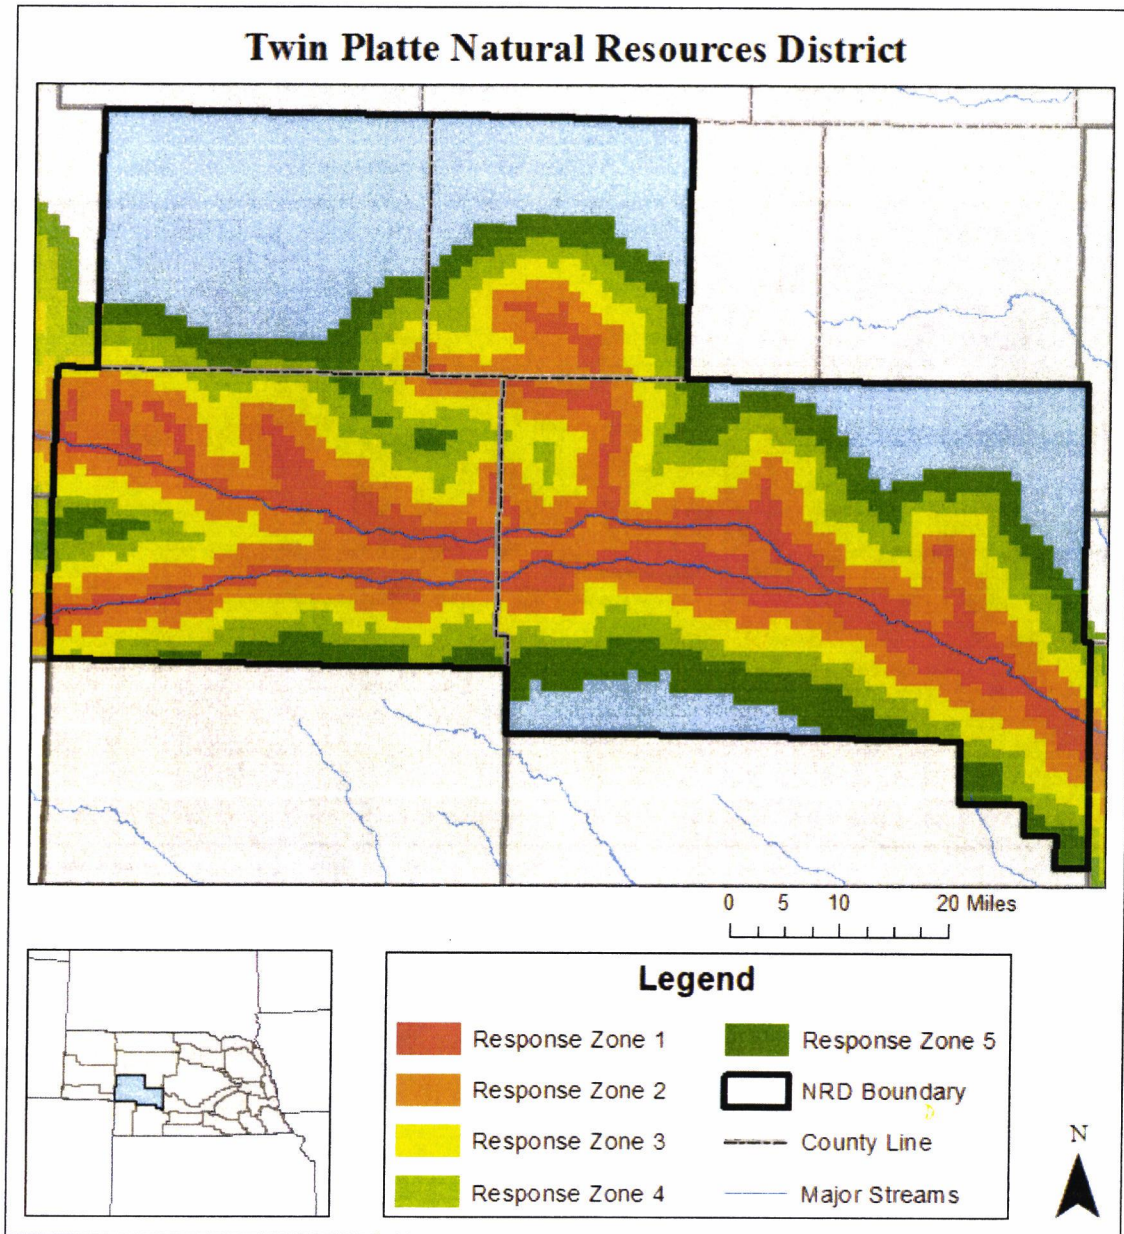 Twin Platte Natural Resources District
0 5 10 20 Miles
Legend
Response Zone 1
Response Zone 2
Response Zone 3
Response Zone 4
Response Zone 5
NRD Boundary
County Line
Major Streams
N